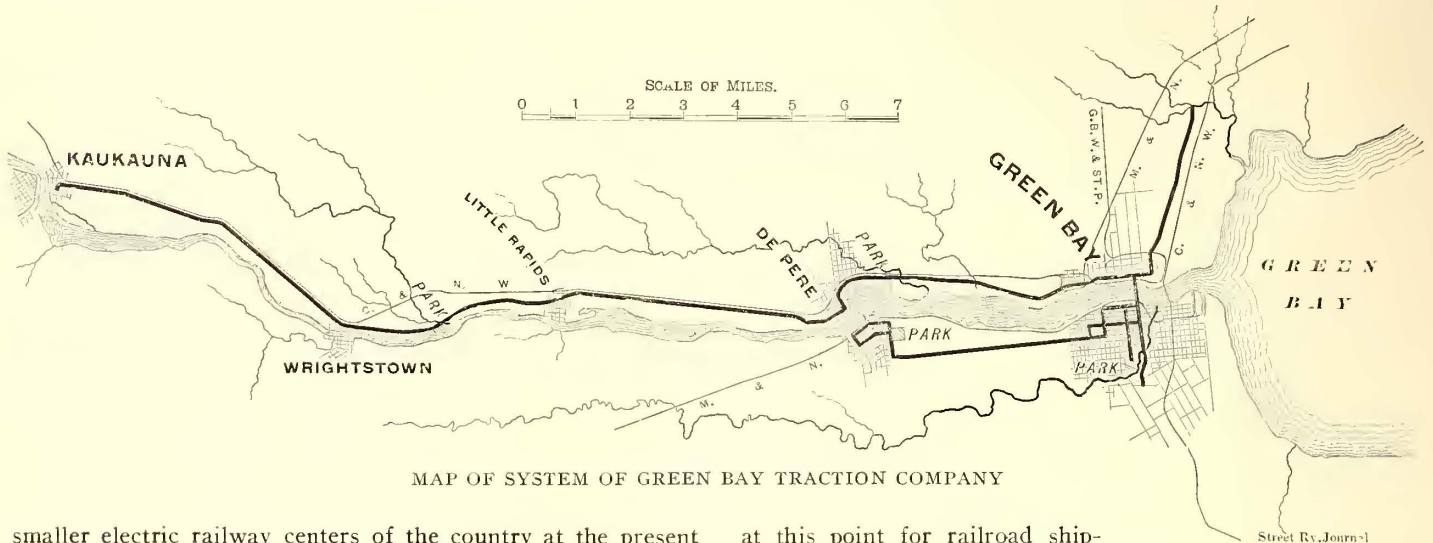 SCALE OF MILES.
0 1 2 3 4 5 6 7
KAUKAUNA
WRIGHTSTOWN
C. & N. W
PARK
LITTLE RAPIDS
DE PERE
PARK
PARK
M. & N.
GREEN BAY
G.B.W. & ST.P.
M. & N.
C. & N. W.
PARK
GREEN
BAY
MAP OF SYSTEM OF GREEN BAY TRACTION COMPANY
Street Ry. Journal
smaller electric railway centers of the country at the present
at this point for railroad ship-